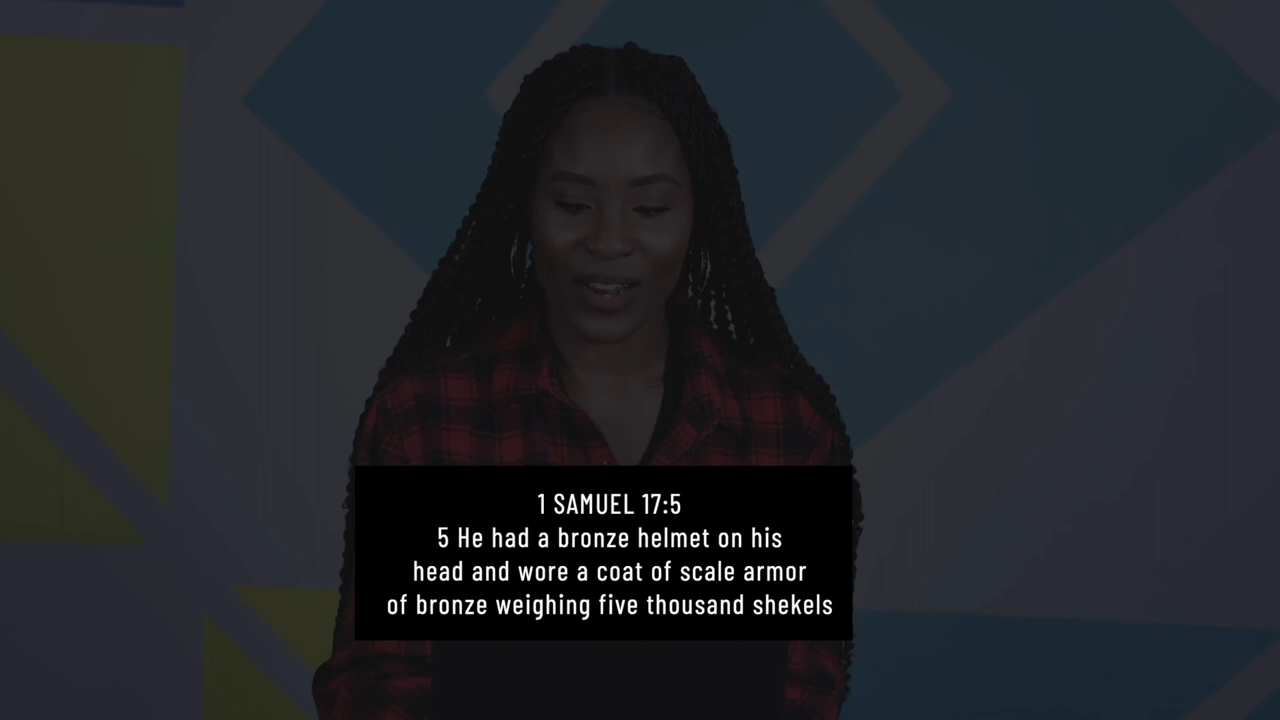 1 SAMUEL 17:5
5 He had a bronze helmet on his
head and wore a coat of scale armor
of bronze weighing five thousand shekels